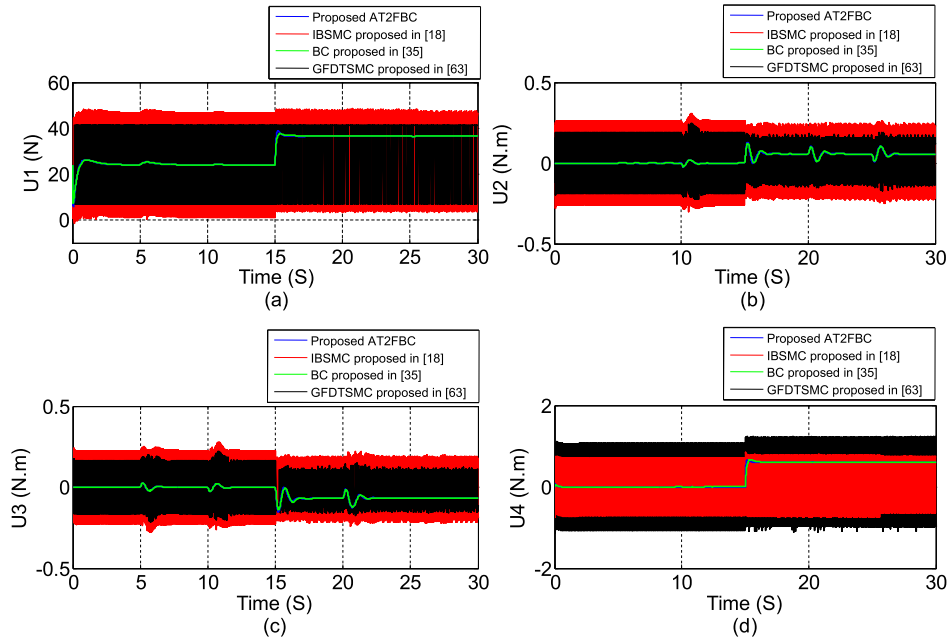 Proposed AT2FBC
IBSMC proposed in [18]
BC proposed in [35]
GFDTSMC proposed in [63]
60
40
20
0
U1 (N)
0 5 10 15 20 25 30
Time (S)
(a)
Proposed AT2FBC
IBSMC proposed in [18]
BC proposed in [35]
GFDTSMC proposed in [63]
0.5
0
-0.5
U2 (N.m)
0 10 20 30
Time (S)
(b)
Proposed AT2FBC
IBSMC proposed in [18]
BC proposed in [35]
GFDTSMC proposed in [63]
0.5
0
-0.5
U3 (N.m)
0 5 10 15 20 25 30
Time (S)
(c)
Proposed AT2FBC
IBSMC proposed in [18]
BC proposed in [35]
GFDTSMC proposed in [63]
2
0
-2
U4 (N.m)
0 10 20 30
Time (S)
(d)